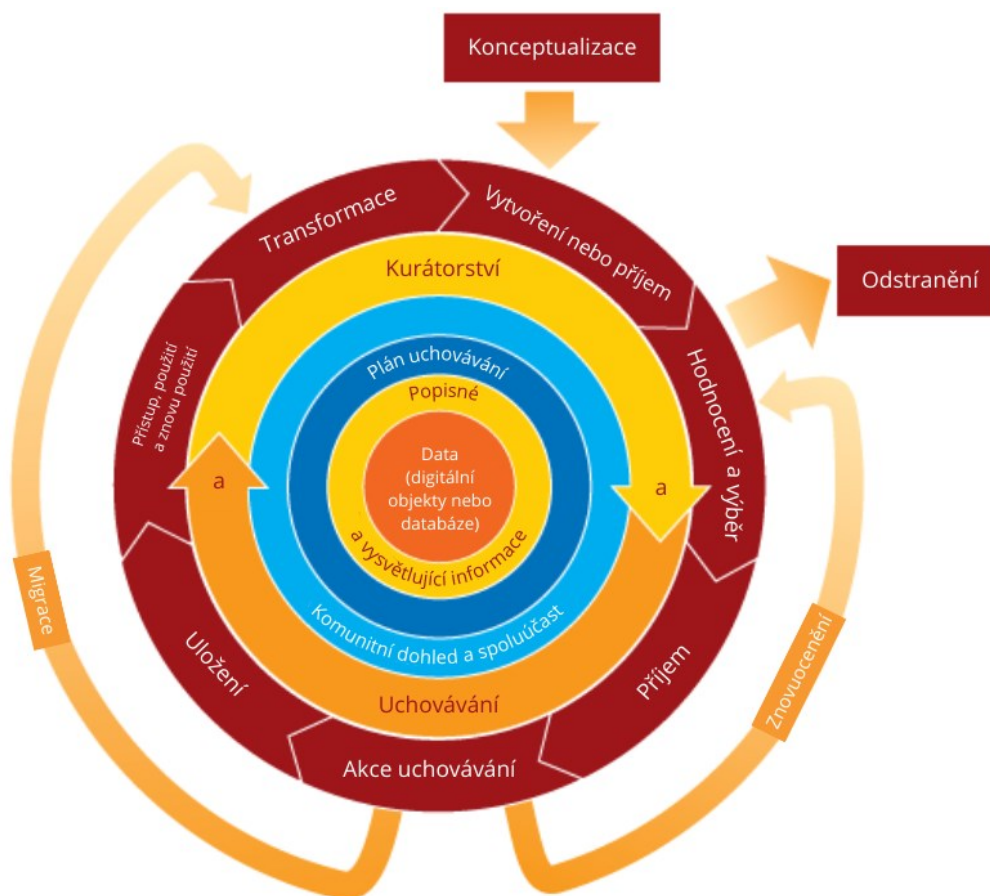 Konceptualizace
Vytvoření nebo příjem
Odstranění
Hodnocení a výběr
Znovuocenění
Příjem
Akce uchovávání
Uložení
Migrace
Přístup, použití
a znovu použití
Transformace
Kurátorství
a
Uchovávání
a
Plán uchovávání
Komunitní dohled a spoluúčast
Popisné
a vysvětlující informace
Data
(digitální
objekty nebo
databáze)